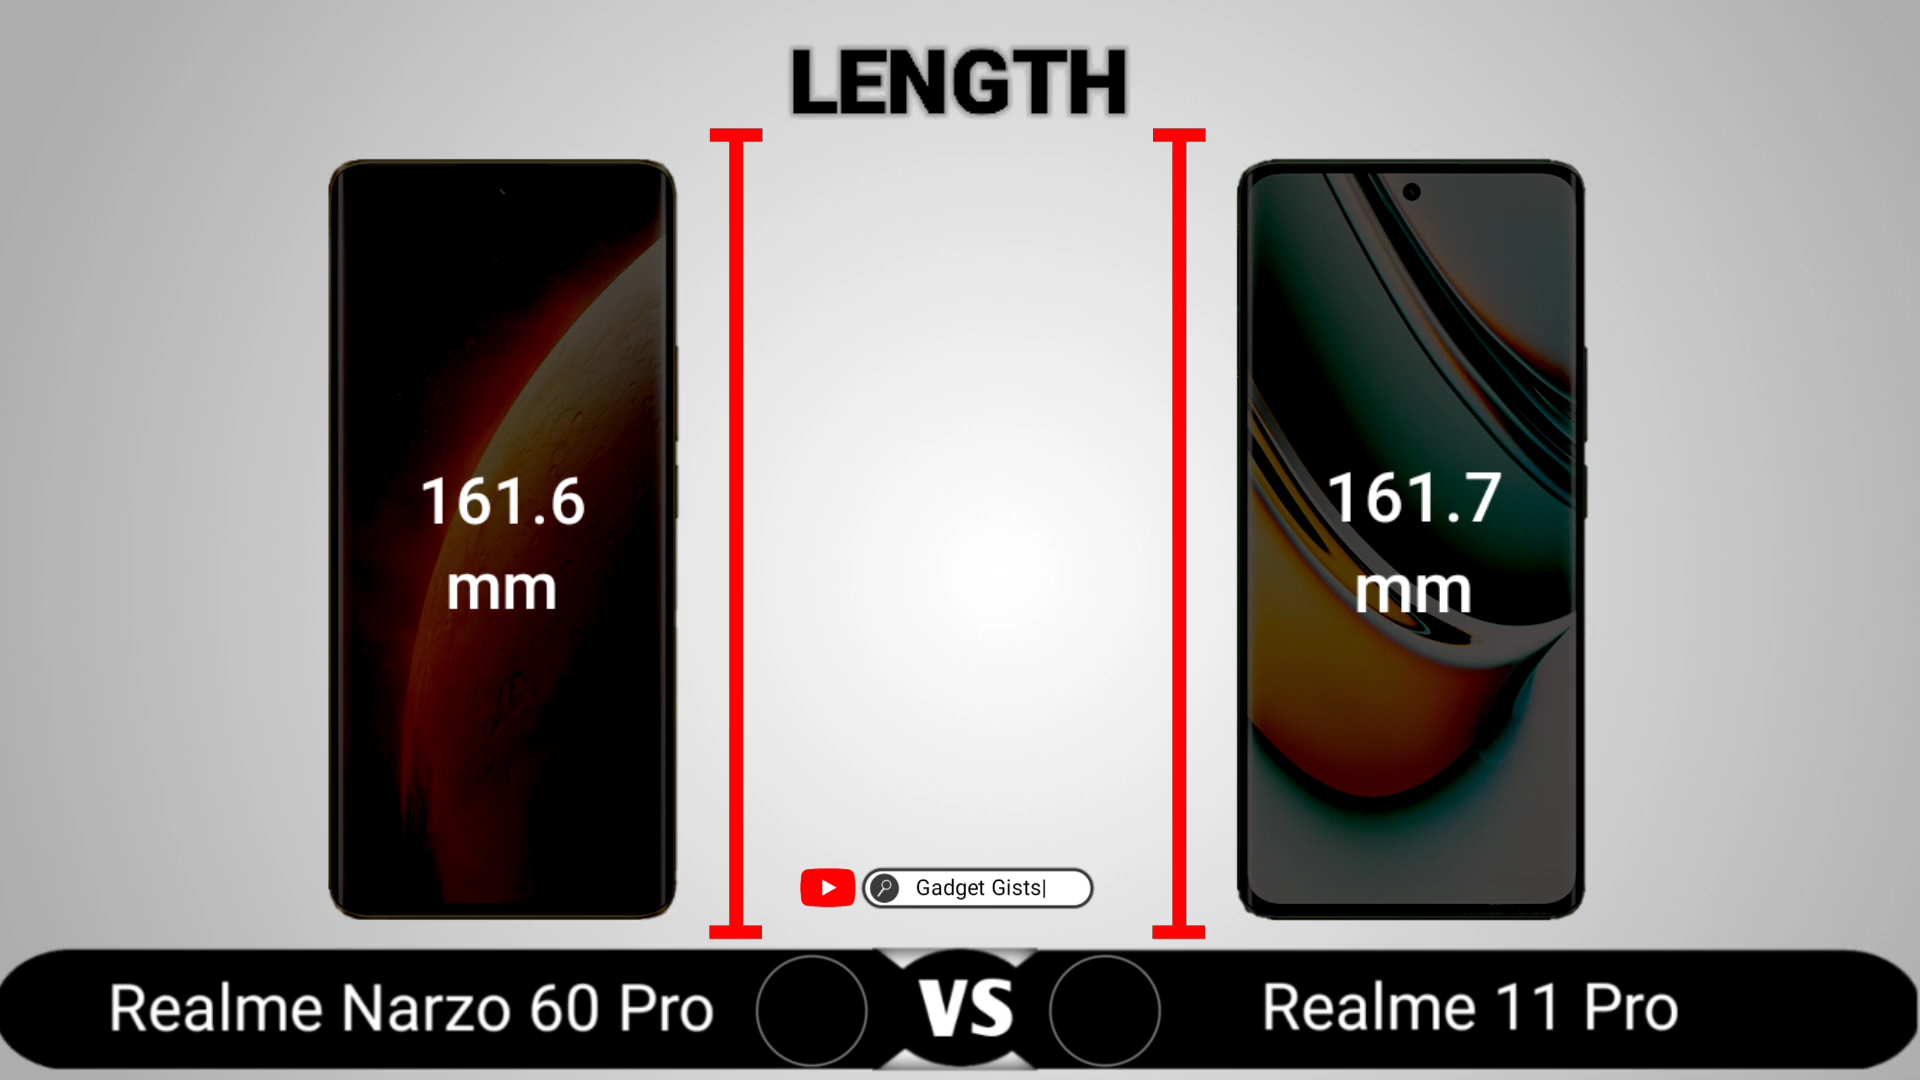 LENGTH
161.6
mm
161.7
mm
Gadget Gists|
Realme Narzo 60 Pro
VS
Realme 11 Pro